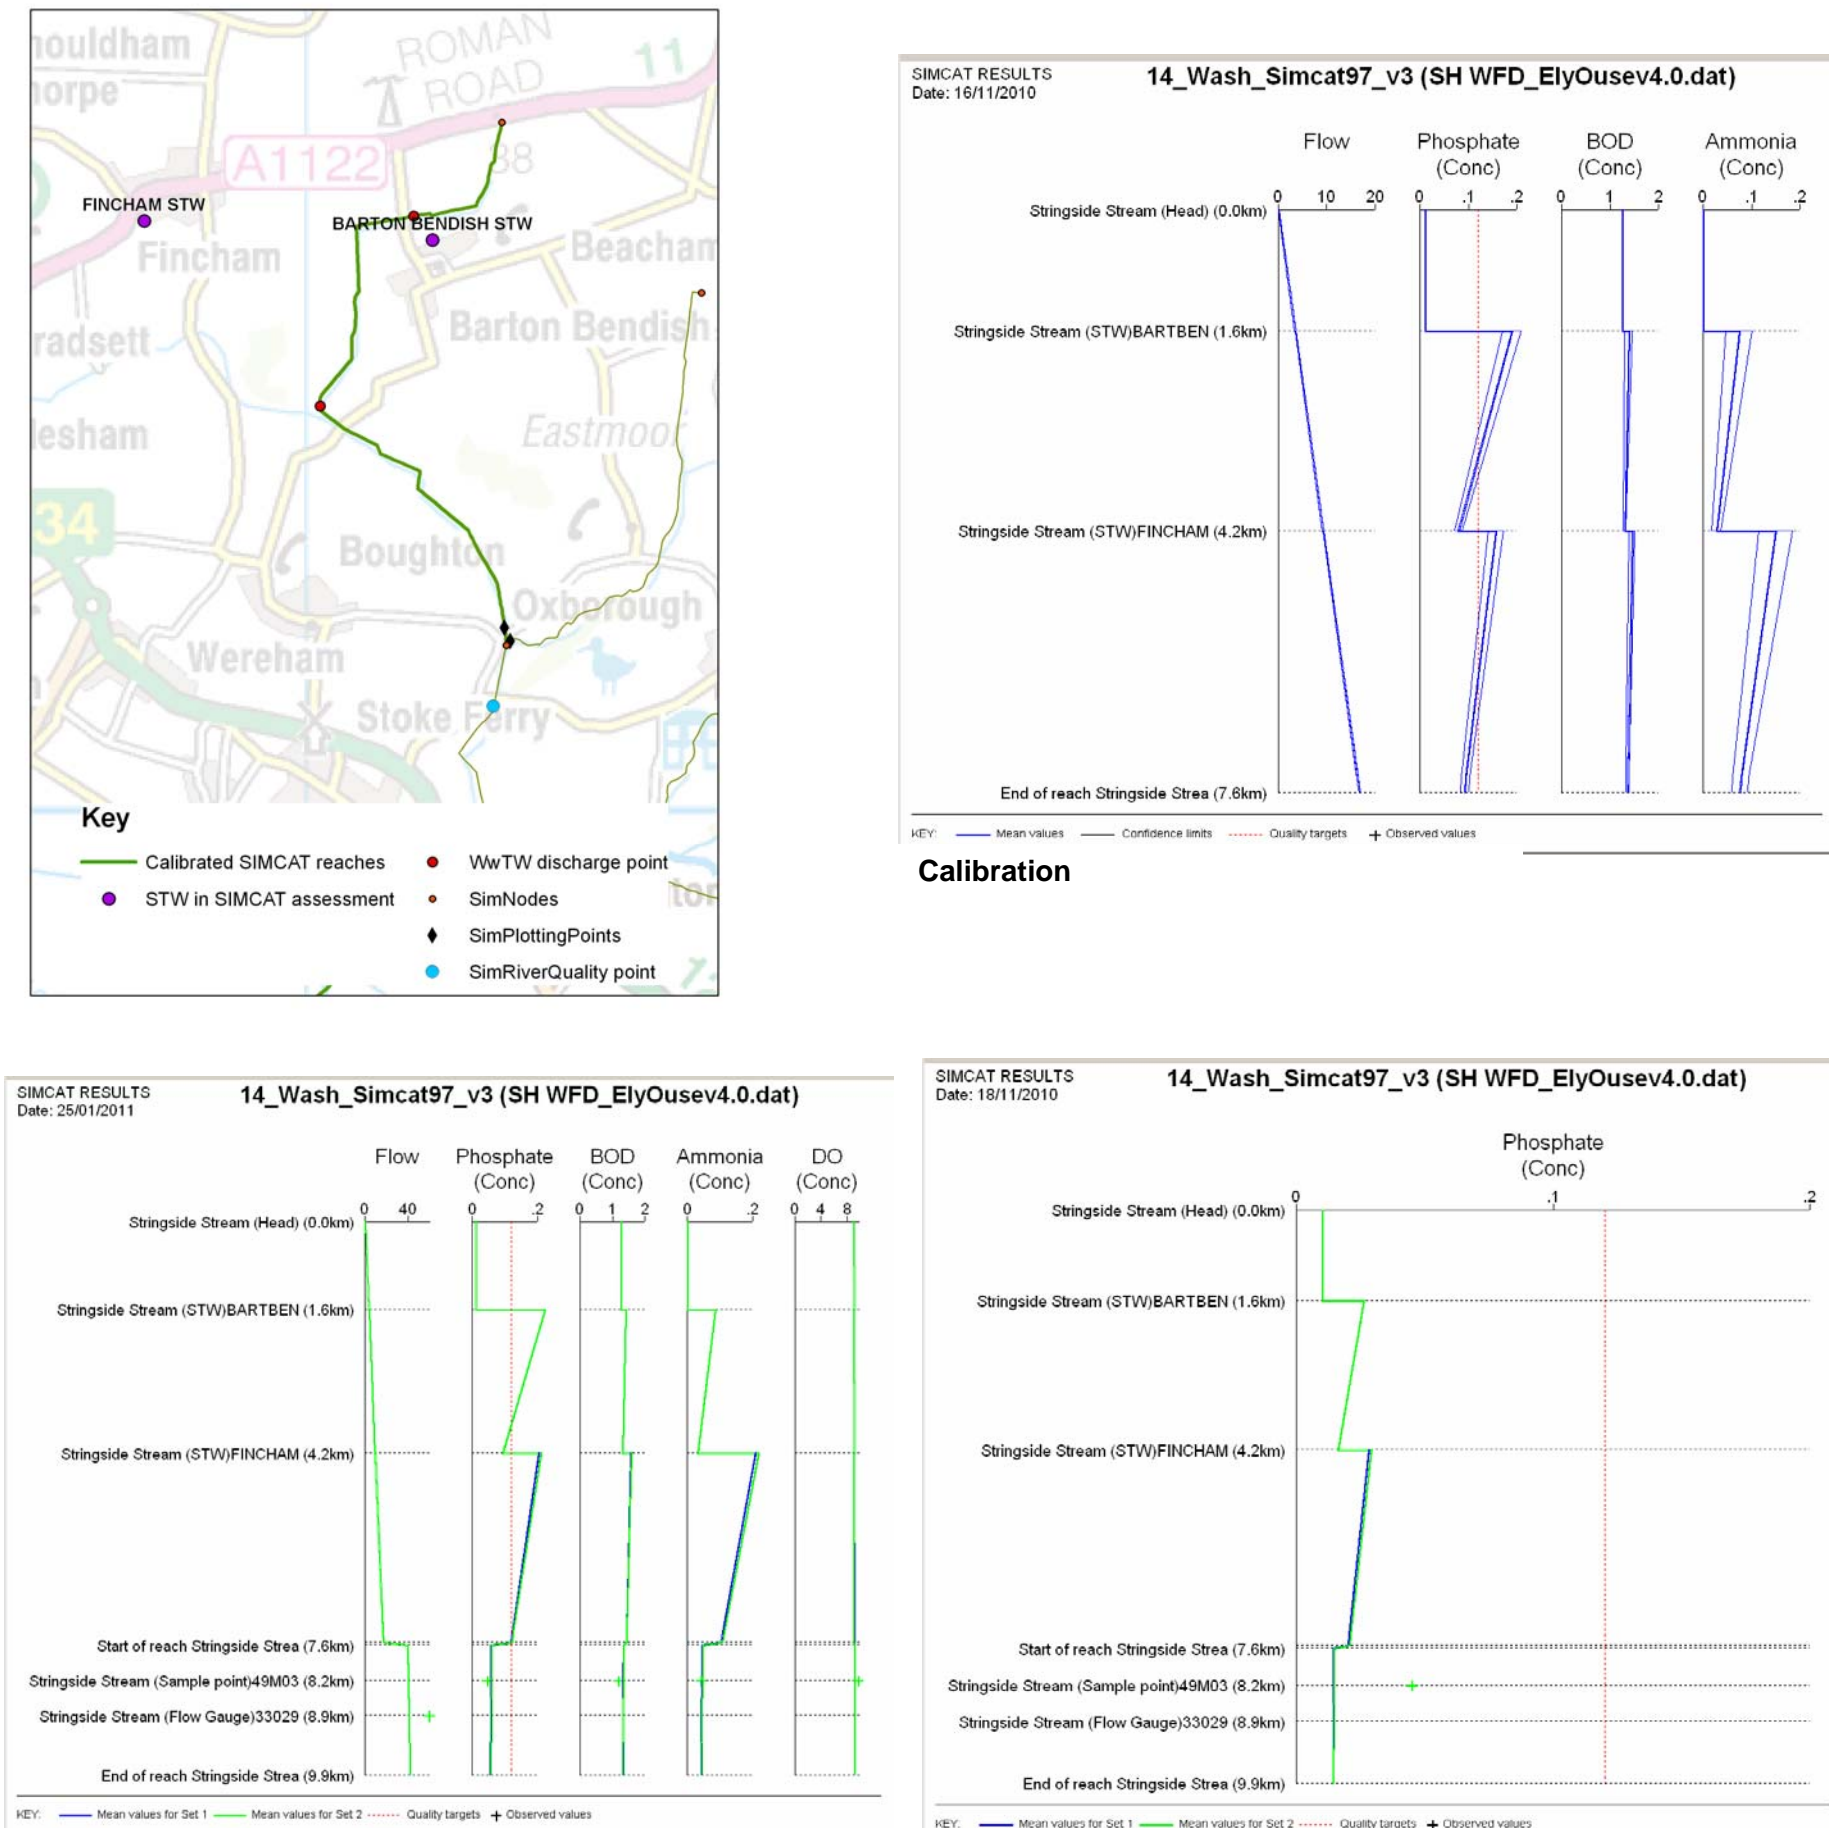 ouldham
horpe
ROMAN
ROAD
11
A1122
38
FINCHAM STW
BARTON BENDISH STW
Fincham
Beacham
radsett
Barton Bendish
lesham
Eastmoor
34
Boughton
Oxborough
Wereham
Stoke Ferry
Key
Calibrated SIMCAT reaches
WwTW discharge point
STW in SIMCAT assessment
SimNodes
SimPlottingPoints
SimRiverQuality point
tor
SIMCAT RESULTS
Date: 16/11/2010
14_Wash_Simcat97_v3 (SH WFD_ElyOusev4.0.dat)
Flow Phosphate BOD Ammonia
(Conc) (Conc) (Conc)
0 10 20 0 .1 .2 0 1 2 0 .1 .2
Stringside Stream (Head) (0.0km)
Stringside Stream (STW)BARTBEN (1.6km)
Stringside Stream (STW)FINCHAM (4.2km)
End of reach Stringside Strea (7.6km)
KEY: Mean values Confidence limits Quality targets + Observed values
Calibration
SIMCAT RESULTS
Date: 25/01/2011
14_Wash_Simcat97_v3 (SH WFD_ElyOusev4.0.dat)
Flow Phosphate BOD Ammonia DO
(Conc) (Conc) (Conc) (Conc)
0 40 0 .2 0 1 2 0 .2 0 4 8
Stringside Stream (Head) (0.0km)
Stringside Stream (STW)BARTBEN (1.6km)
Stringside Stream (STW)FINCHAM (4.2km)
Start of reach Stringside Strea (7.6km)
Stringside Stream (Sample point)49M03 (8.2km)
Stringside Stream (Flow Gauge)33029 (8.9km)
End of reach Stringside Strea (9.9km)
KEY: Mean values for Set 1 Mean values for Set 2 Quality targets + Observed values
SIMCAT RESULTS
Date: 18/11/2010
14_Wash_Simcat97_v3 (SH WFD_ElyOusev4.0.dat)
Phosphate
(Conc)
0 .1 .2
Stringside Stream (Head) (0.0km)
Stringside Stream (STW)BARTBEN (1.6km)
Stringside Stream (STW)FINCHAM (4.2km)
Start of reach Stringside Strea (7.6km)
Stringside Stream (Sample point)49M03 (8.2km)
Stringside Stream (Flow Gauge)33029 (8.9km)
End of reach Stringside Strea (9.9km)
KEY: Mean values for Set 1 Mean values for Set 2 Quality targets + Observed values